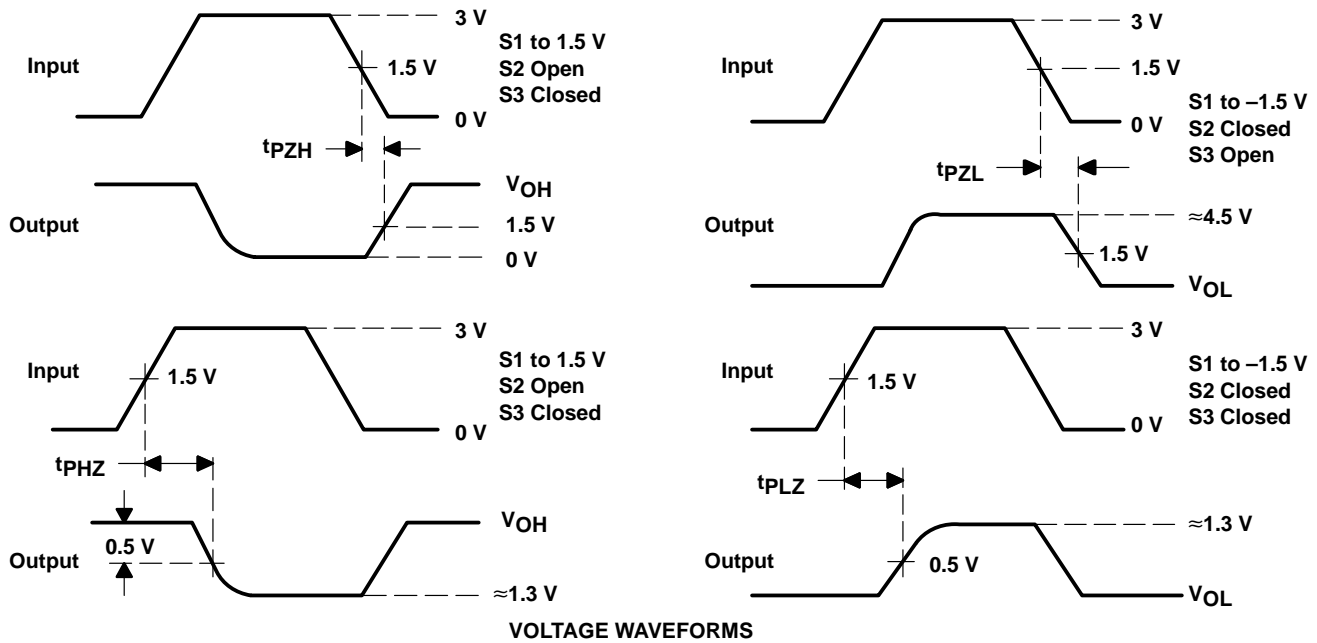 3 V
S1 to 1.5 V
Input
1.5 V
S2 Open
S3 Closed
0 V
tPZH
VOH
Output
1.5 V
0 V
3 V
Input
1.5 V
S1 to –1.5 V
0 V
S2 Closed
S3 Open
tPZL
≈4.5 V
Output
1.5 V
VOL
3 V
S1 to 1.5 V
Input
1.5 V
S2 Open
S3 Closed
0 V
tPHZ
VOH
0.5 V
Output
≈1.3 V
3 V
S1 to –1.5 V
Input
1.5 V
S2 Closed
S3 Closed
0 V
tPLZ
≈1.3 V
Output
0.5 V
VOL
VOLTAGE WAVEFORMS